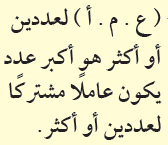 (ع . م . أ) لعددين
أو أكثر هو أكبر عدد
يكون عاملًا مشتركًا
لعددين أو أكثر.